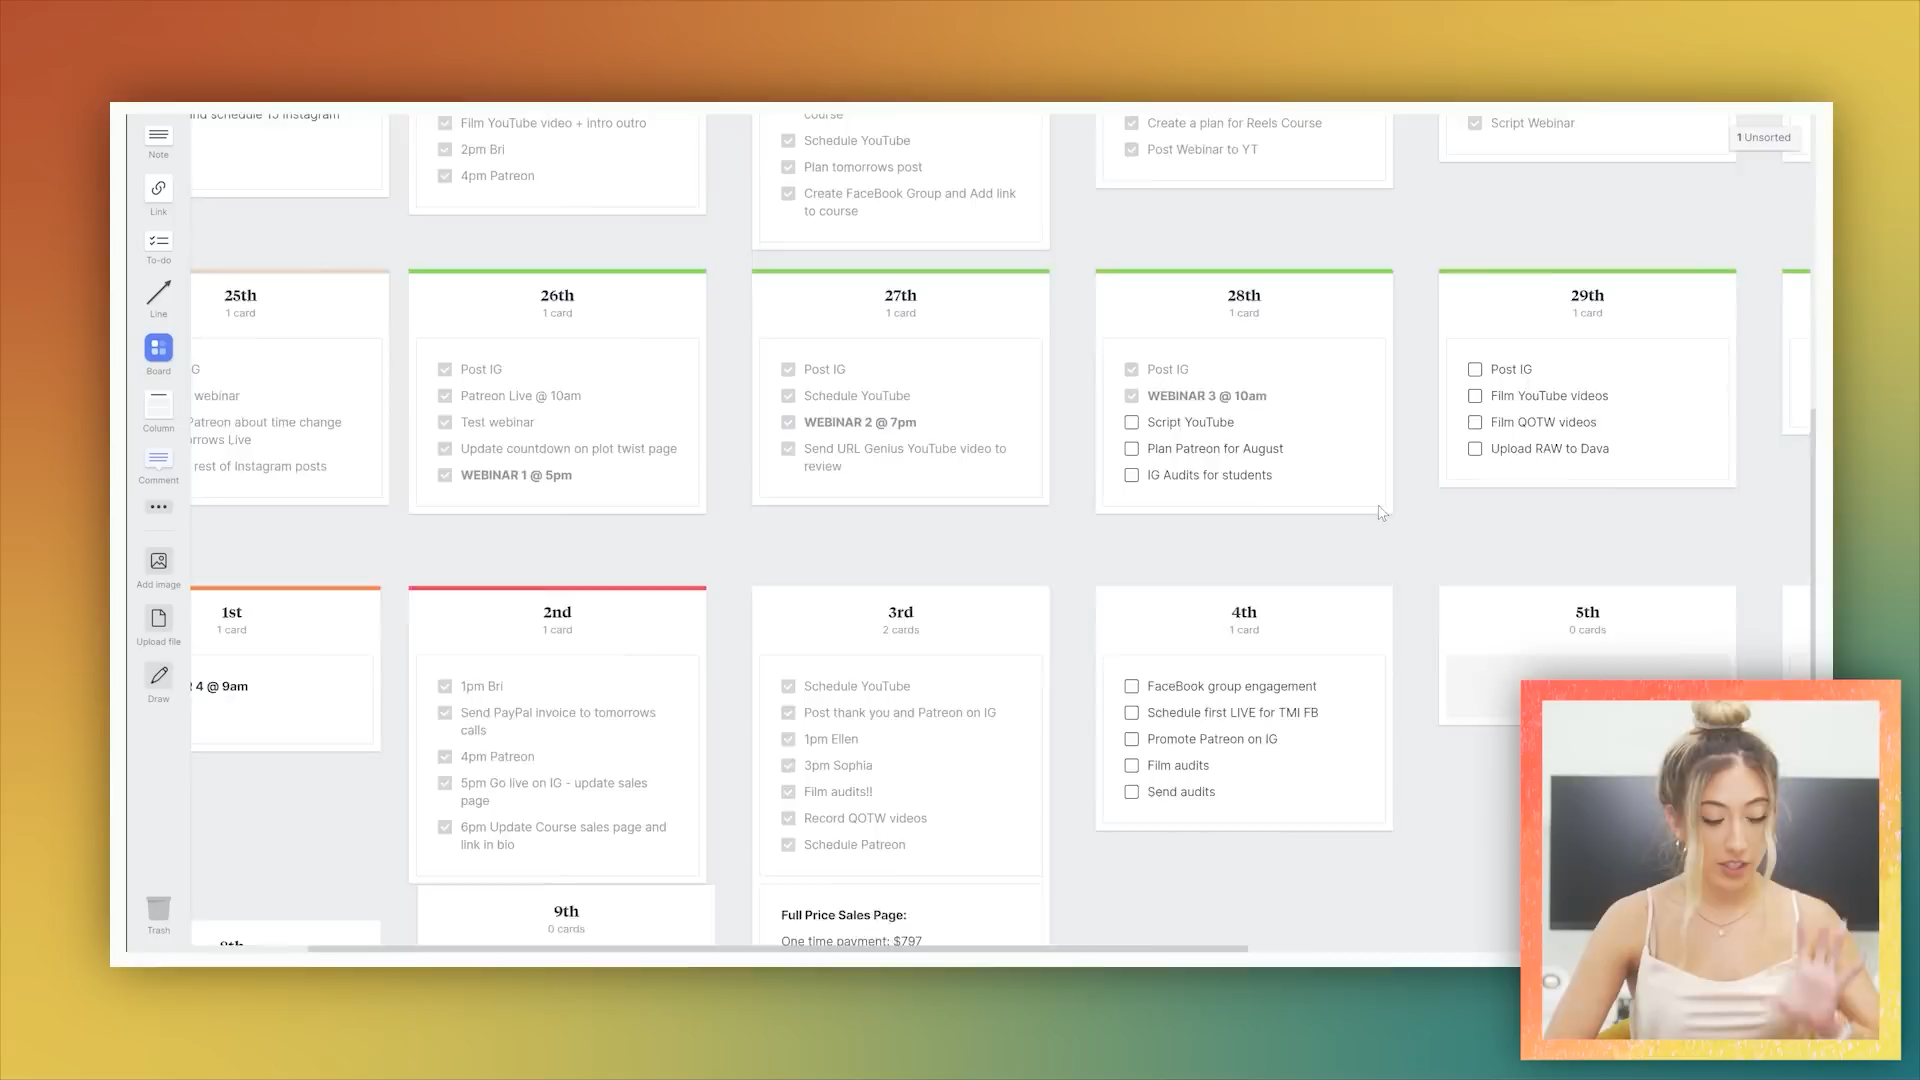 Note
Link
To-do
Line
Board
Column
Comment
Add image
Upload file
Draw
Trash
1 Unsorted
schedule 15 Instagram
Film YouTube video + intro outro
2pm Bri
4pm Patreon
course
Schedule YouTube
Plan tomorrows post
Create FaceBook Group and Add link
to course
Create a plan for Reels Course
Post Webinar to YT
Script Webinar
25th
1 card
G
webinar
Patreon about time change
rrows Live
rest of Instagram posts
26th
1 card
Post IG
Patreon Live @ 10am
Test webinar
Update countdown on plot twist page
WEBINAR 1 @ 5pm
27th
1 card
Post IG
Schedule YouTube
WEBINAR 2 @ 7pm
Send URL Genius YouTube video to
review
28th
1 card
Post IG
WEBINAR 3 @ 10am
Script YouTube
Plan Patreon for August
IG Audits for students
29th
1 card
Post IG
Film YouTube videos
Film QOTW videos
Upload RAW to Dava
1st
1 card
4 @ 9am
2nd
1 card
1pm Bri
Send PayPal invoice to tomorrows
calls
4pm Patreon
5pm Go live on IG - update sales
page
6pm Update Course sales page and
link in bio
3rd
2 cards
Schedule YouTube
Post thank you and Patreon on IG
1pm Ellen
3pm Sophia
Film audits!!
Record QOTW videos
Schedule Patreon
Full Price Sales Page:
One time payment: $797
4th
1 card
FaceBook group engagement
Schedule first LIVE for TMI FB
Promote Patreon on IG
Film audits
Send audits
5th
0 cards
8th
9th
0 cards